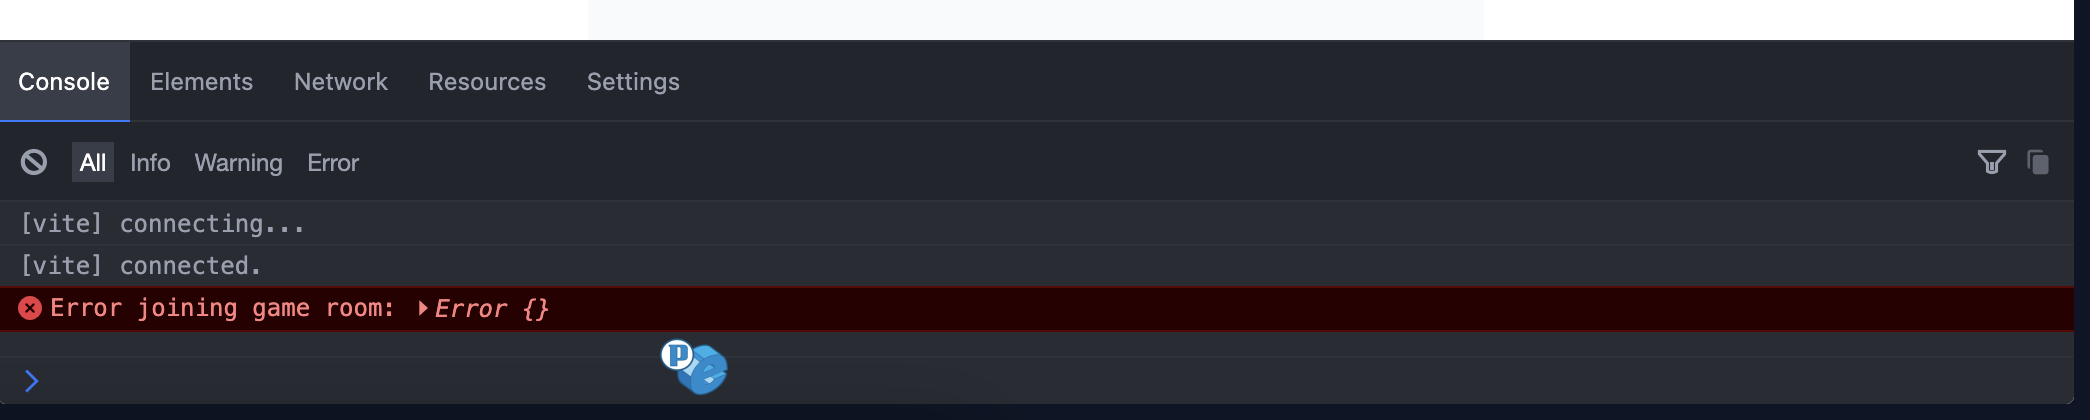 Console Elements Network Resources Settings
All Info Warning Error
[vite] connecting...
[vite] connected.
Error joining game room: Error {}
P e